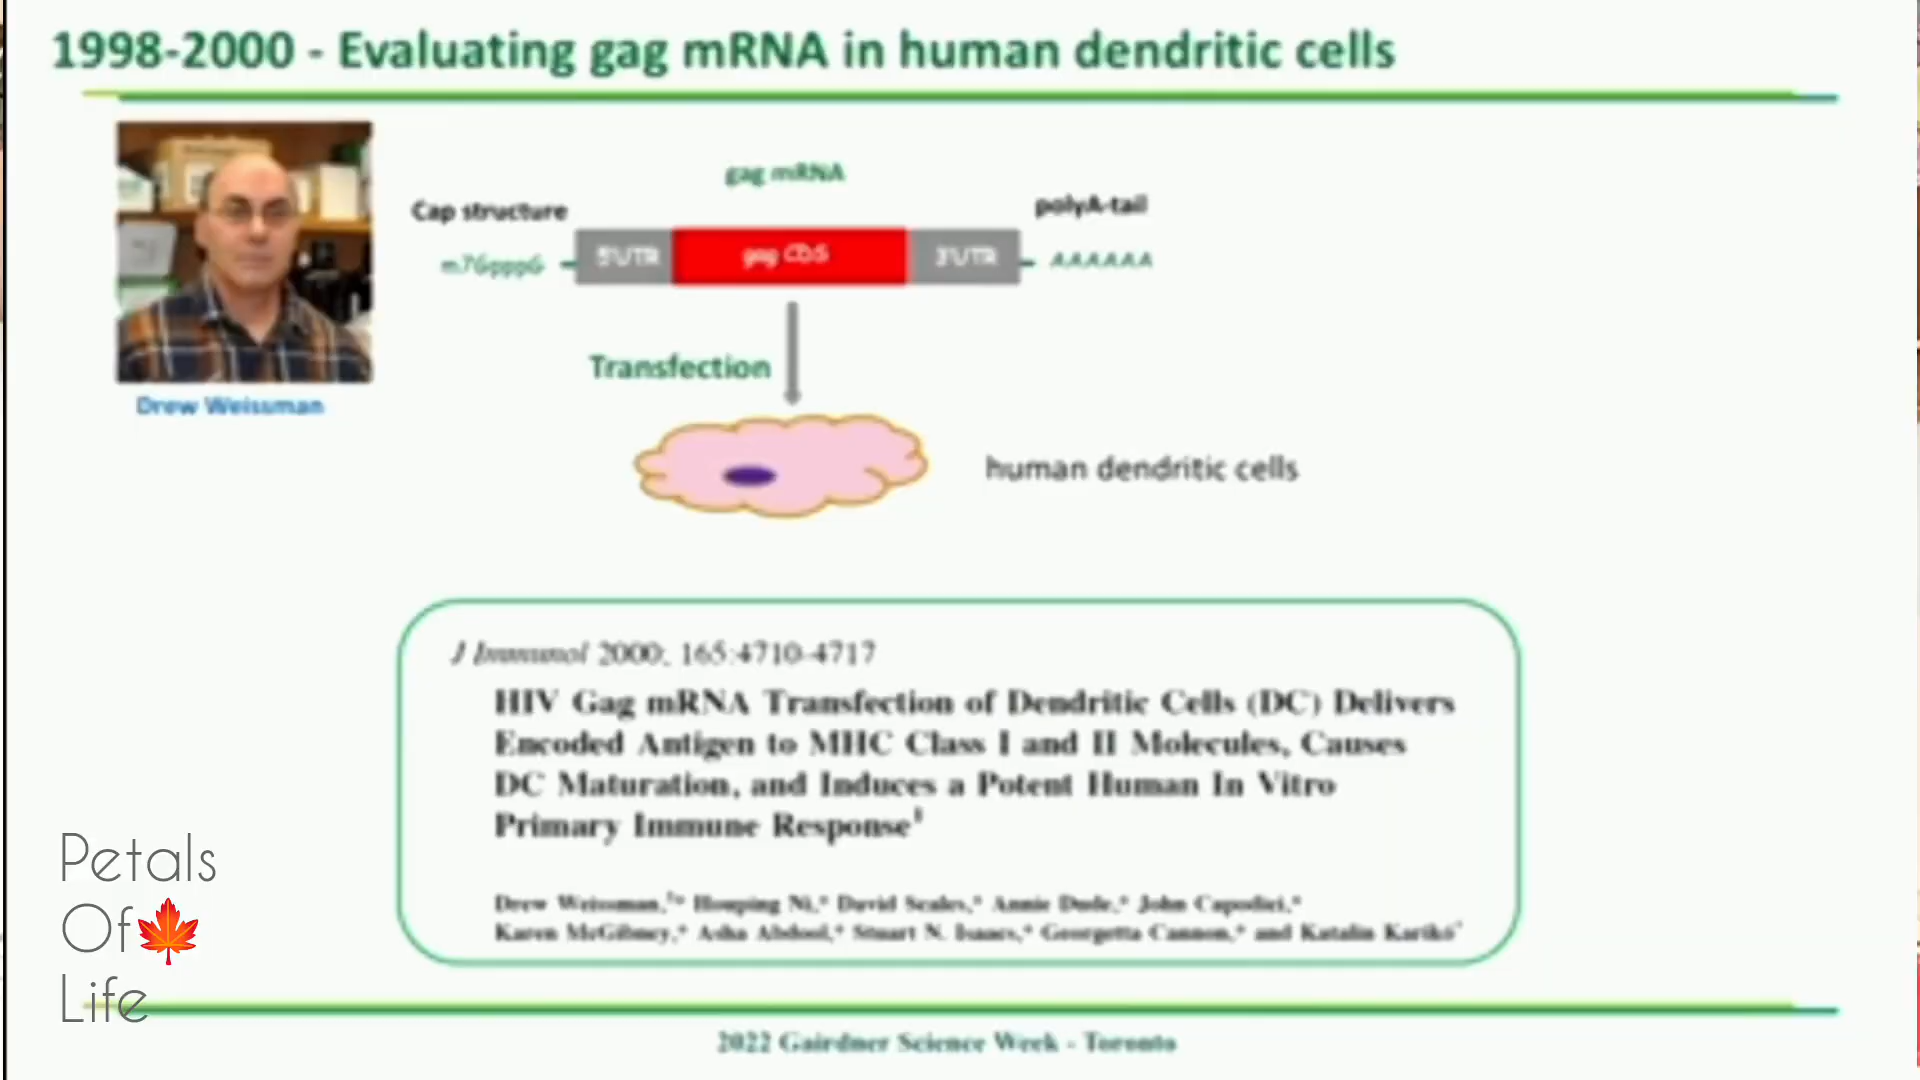 1998-2000 - Evaluating gag mRNA in human dendritic cells
gag mRNA
Cap structure
polyA-tail
m7GpppG
5'UTR
gag CDS
3'UTR
AAAAAA
Transfection
Drew Weissman
human dendritic cells
J Immunol 2000; 165:4710-4717
HIV Gag mRNA Transfection of Dendritic Cells (DC) Delivers
Encoded Antigen to MHC Class I and II Molecules, Causes
DC Maturation, and Induces a Potent Human In Vitro
Primary Immune Response¹
Drew Weissman,²* Houping Ni,* David Scales,* Annie Dude,* John Capodici,*
Karen McGibney,* Asha Abdool,* Stuart N. Isaacs,* Georgetta Cannon,* and Katalin Karikó*
Petals
Of
Life
2022 Gairdner Science Week - Toronto